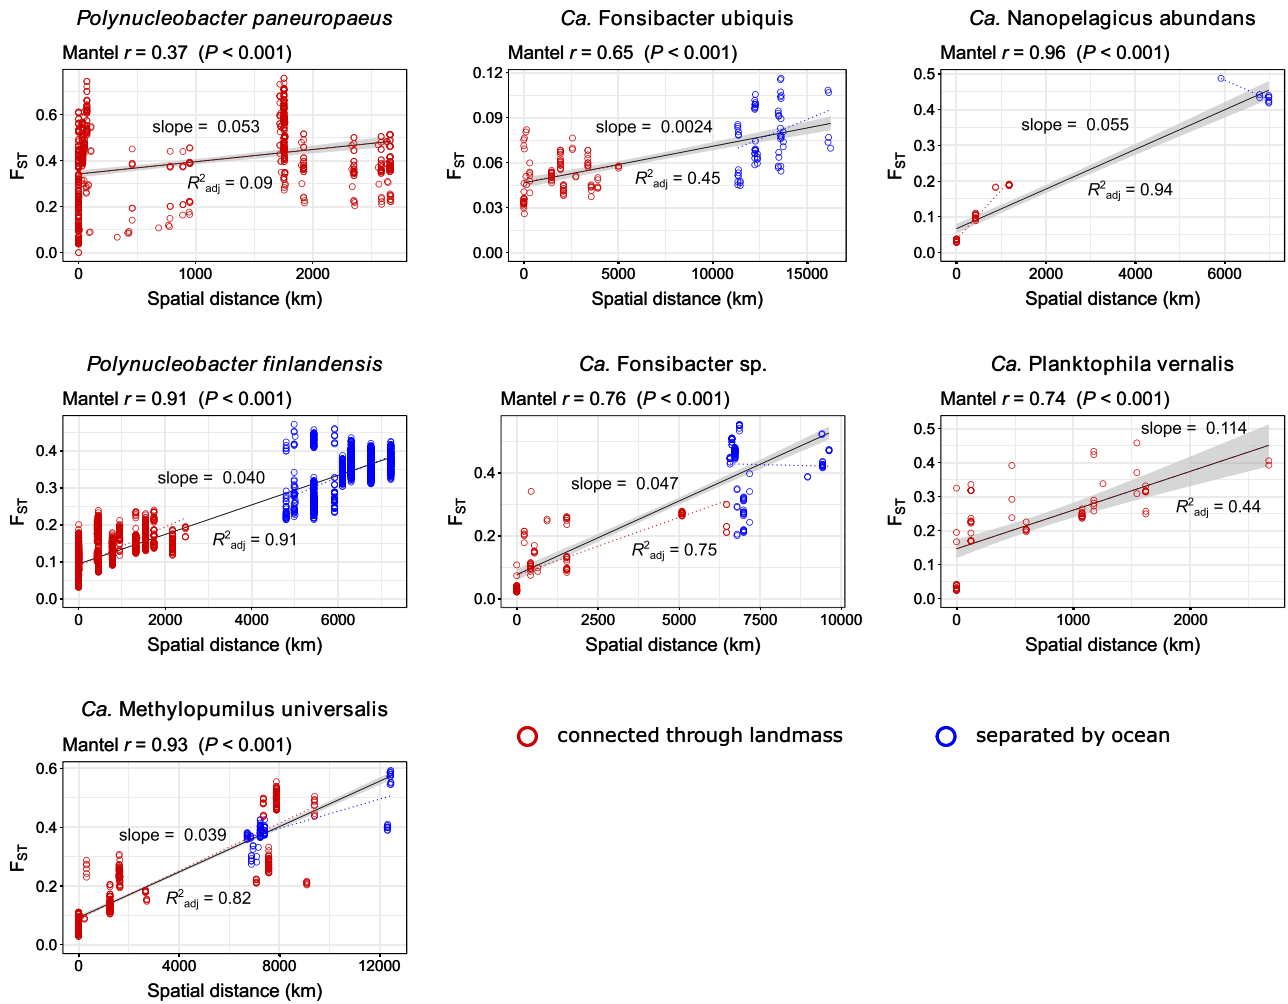 Polynucleobacter paneuropaeus
Mantel r = 0.37 (P < 0.001)
0.6
0.4
0.2
0.0
FST
slope = 0.053
R²adj = 0.09
0 1000 2000
Spatial distance (km)
Ca. Fonsibacter ubiquis
Mantel r = 0.65 (P < 0.001)
0.12
0.09
0.06
0.03
0.00
FST
slope = 0.0024
R²adj = 0.45
0 5000 10000 15000
Spatial distance (km)
Ca. Nanopelagicus abundans
Mantel r = 0.96 (P < 0.001)
0.5
0.4
0.3
0.2
0.1
0.0
FST
slope = 0.055
R²adj = 0.94
0 2000 4000 6000
Spatial distance (km)
Polynucleobacter finlandensis
Mantel r = 0.91 (P < 0.001)
0.4
0.3
0.2
0.1
0.0
FST
slope = 0.040
R²adj = 0.91
0 2000 4000 6000
Spatial distance (km)
Ca. Fonsibacter sp.
Mantel r = 0.76 (P < 0.001)
0.4
0.2
0.0
FST
slope = 0.047
R²adj = 0.75
0 2500 5000 7500 10000
Spatial distance (km)
Ca. Planktophila vernalis
Mantel r = 0.74 (P < 0.001)
0.5
0.4
0.3
0.2
0.1
0.0
FST
slope = 0.114
R²adj = 0.44
0 1000 2000
Spatial distance (km)
Ca. Methylopumilus universalis
Mantel r = 0.93 (P < 0.001)
0.6
0.4
0.2
0.0
FST
slope = 0.039
R²adj = 0.82
0 4000 8000 12000
Spatial distance (km)
connected through landmass
separated by ocean